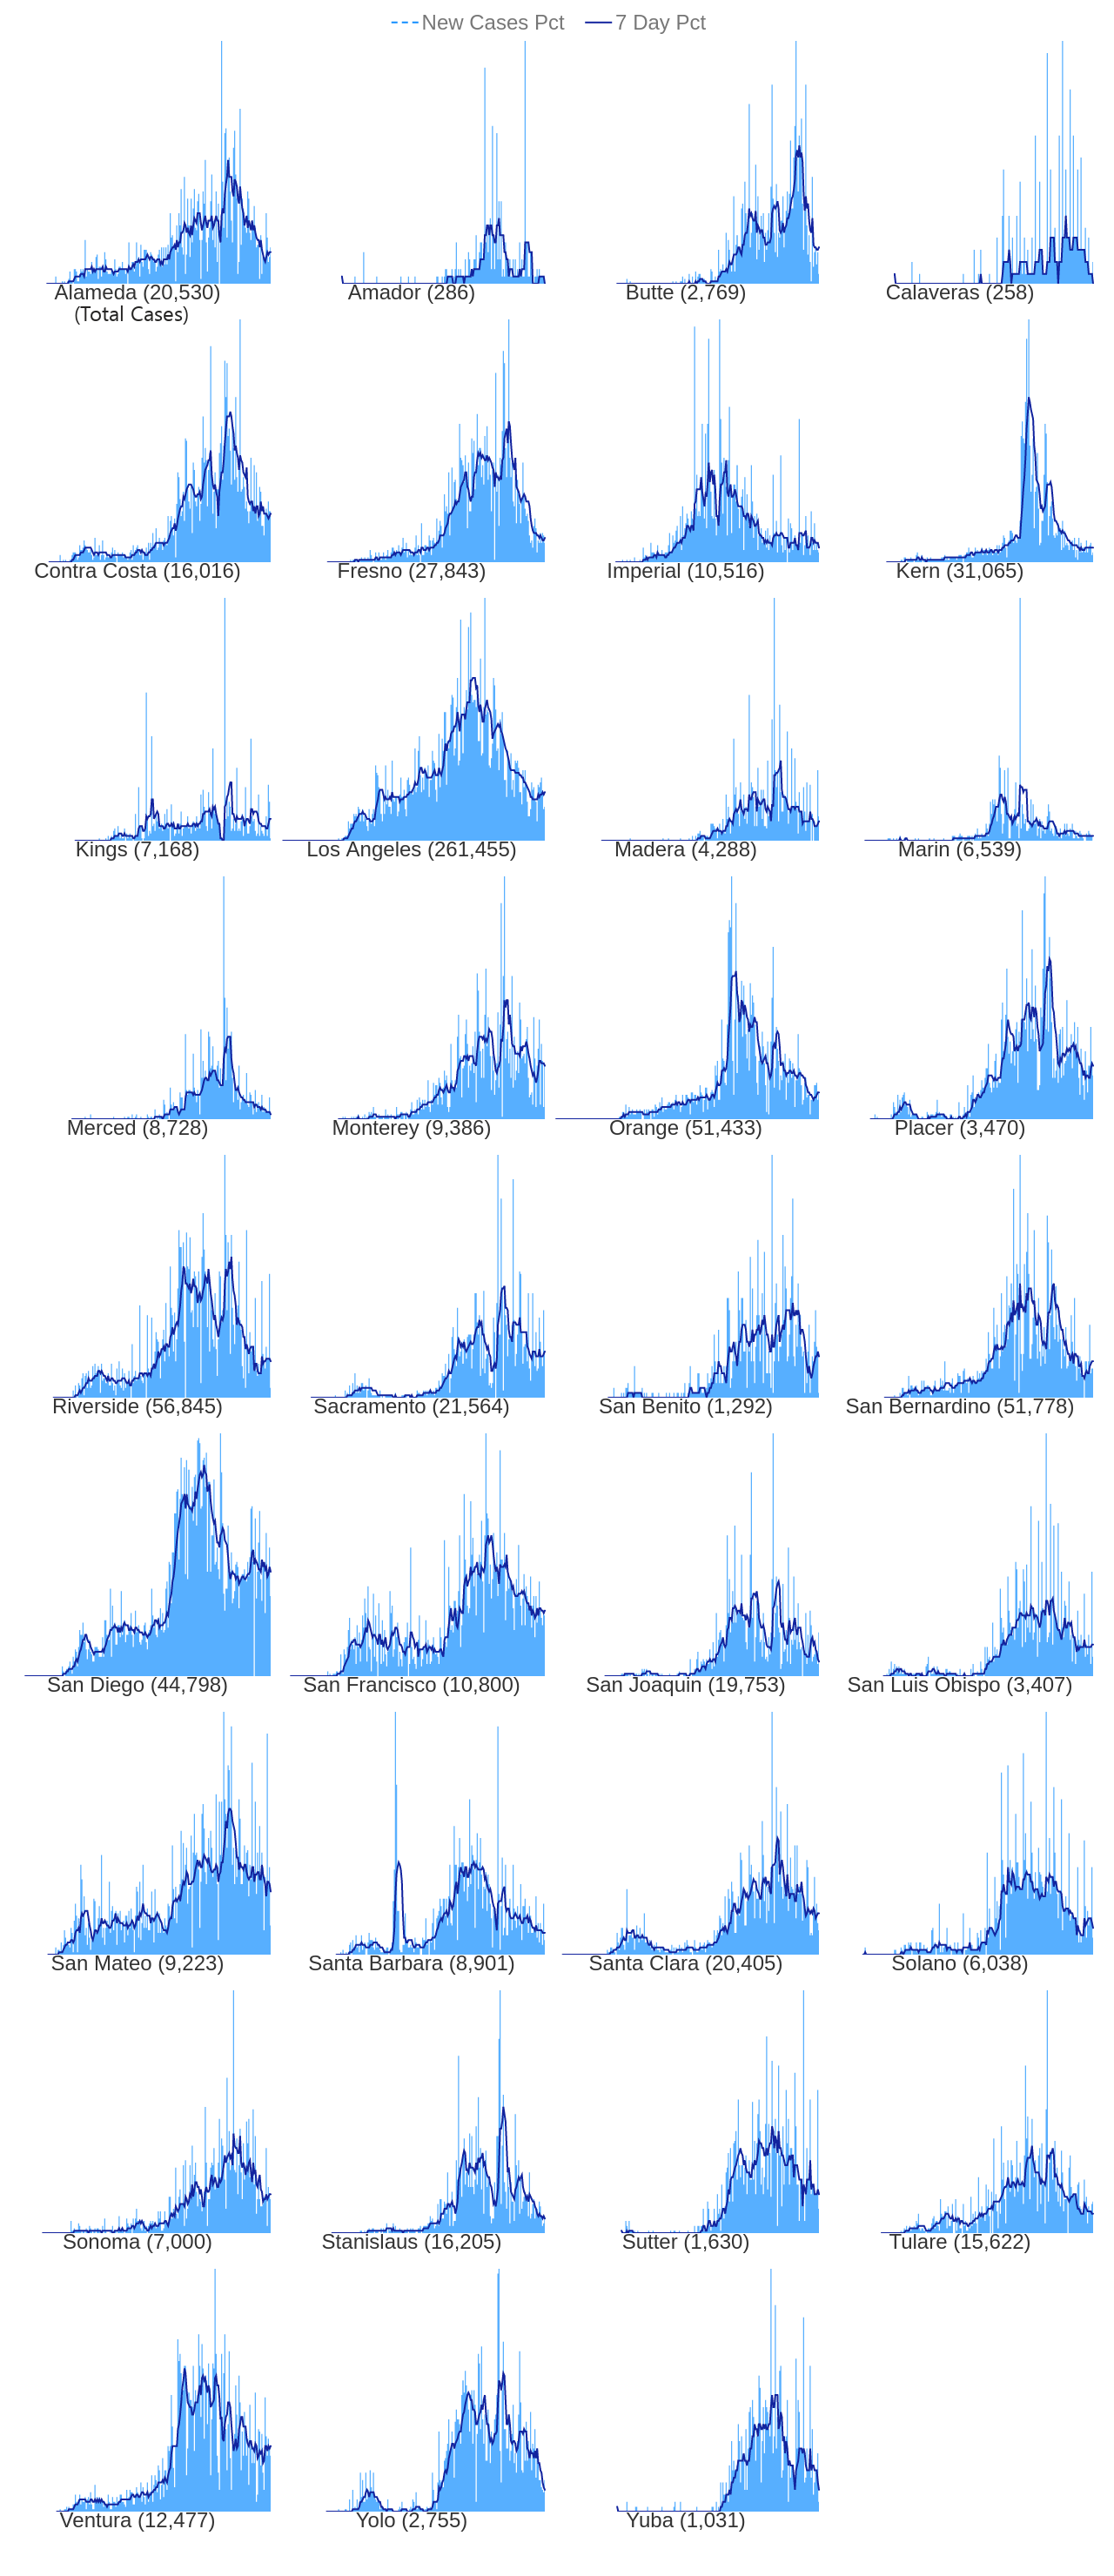 New Cases Pct 7 Day Pct
Alameda (20,530) Amador (286) Butte (2,769) Calaveras (258)
(Total Cases)
Contra Costa (16,016) Fresno (27,843) Imperial (10,516) Kern (31,065)
Kings (7,168) Los Angeles (261,455) Madera (4,288) Marin (6,539)
Merced (8,728) Monterey (9,386) Orange (51,433) Placer (3,470)
Riverside (56,845) Sacramento (21,564) San Benito (1,292) San Bernardino (51,778)
San Diego (44,798) San Francisco (10,800) San Joaquin (19,753) San Luis Obispo (3,407)
San Mateo (9,223) Santa Barbara (8,901) Santa Clara (20,405) Solano (6,038)
Sonoma (7,000) Stanislaus (16,205) Sutter (1,630) Tulare (15,622)
Ventura (12,477) Yolo (2,755) Yuba (1,031)